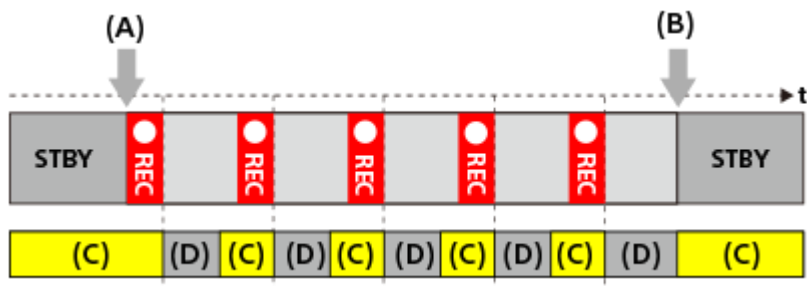 (A) (B)
t
STBY REC REC REC REC REC STBY
(C) (D) (C) (D) (C) (D) (C) (D) (C) (D) (C)